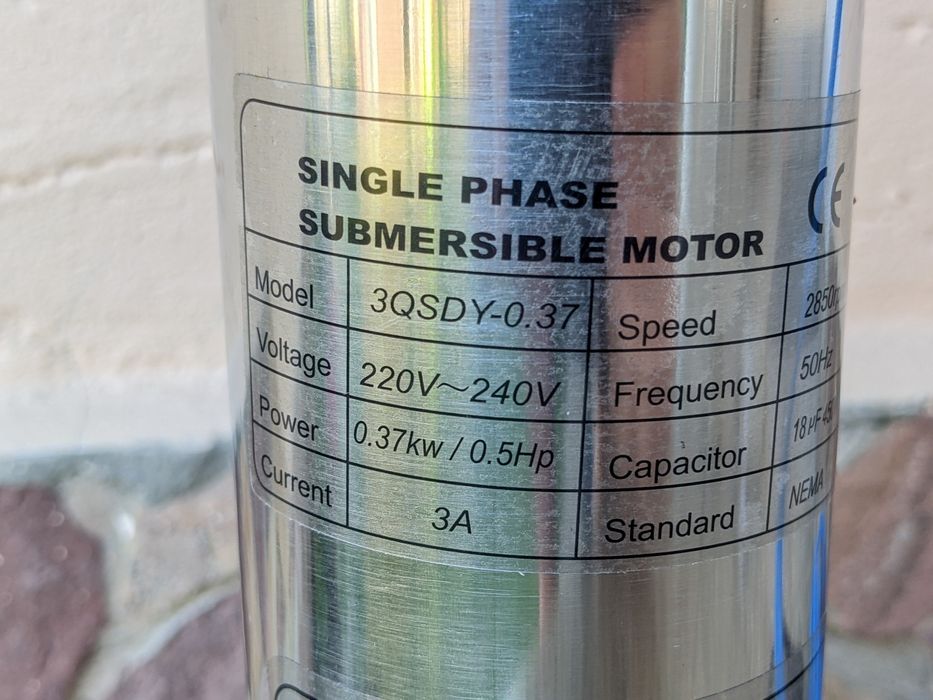 SINGLE PHASE
SUBMERSIBLE MOTOR CE
Model 3QSDY-0.37 Speed
Voltage 220V~240V Frequency 50Hz
Power 0.37kw / 0.5Hp Capacitor 18µF
Current 3A Standard NEMA